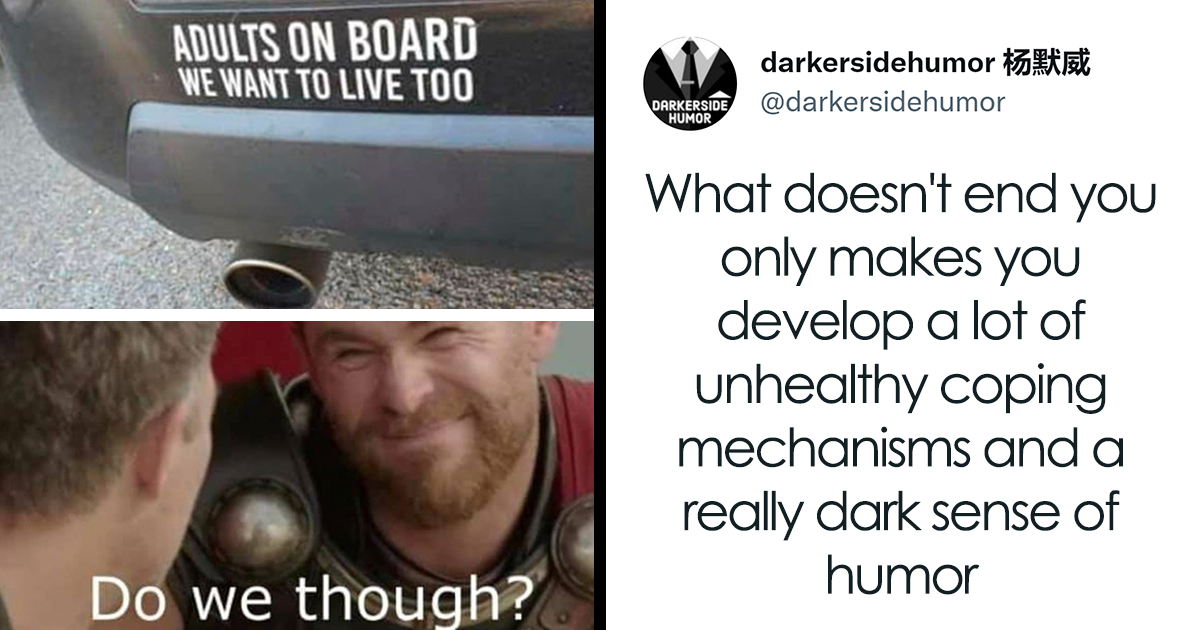 ADULTS ON BOARD
WE WANT TO LIVE TOO
Do we though?
DARKERSIDE
HUMOR
darkersidehumor 杨默威
@darkersidehumor
What doesn't end you
only makes you
develop a lot of
unhealthy coping
mechanisms and a
really dark sense of
humor